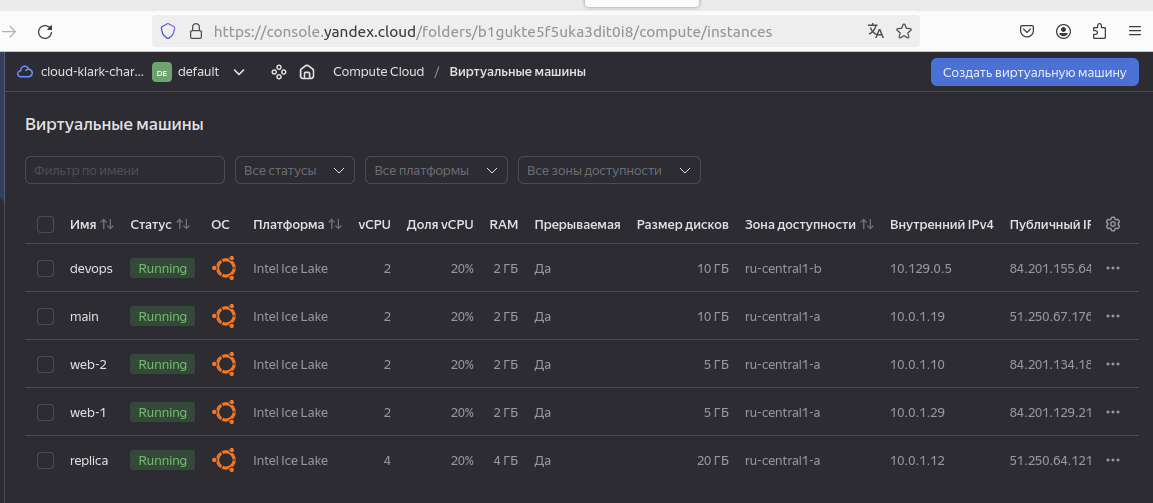 https://console.yandex.cloud/folders/b1gukte5f5uka3dit0i8/compute/instances
cloud-klark-char... DE default Compute Cloud / Виртуальные машины Создать виртуальную машину
Виртуальные машины
Фильтр по имени Все статусы Все платформы Все зоны доступности
Имя Статус ОС Платформа vCPU Доля vCPU RAM Прерываемая Размер дисков Зона доступности Внутренний IPv4 Публичный IP
devops Running Intel Ice Lake 2 20% 2 ГБ Да 10 ГБ ru-central1-b 10.129.0.5 84.201.155.64
main Running Intel Ice Lake 2 20% 2 ГБ Да 10 ГБ ru-central1-a 10.0.1.19 51.250.67.176
web-2 Running Intel Ice Lake 2 20% 2 ГБ Да 5 ГБ ru-central1-a 10.0.1.10 84.201.134.18
web-1 Running Intel Ice Lake 2 20% 2 ГБ Да 5 ГБ ru-central1-a 10.0.1.29 84.201.129.21
replica Running Intel Ice Lake 4 20% 4 ГБ Да 20 ГБ ru-central1-a 10.0.1.12 51.250.64.121